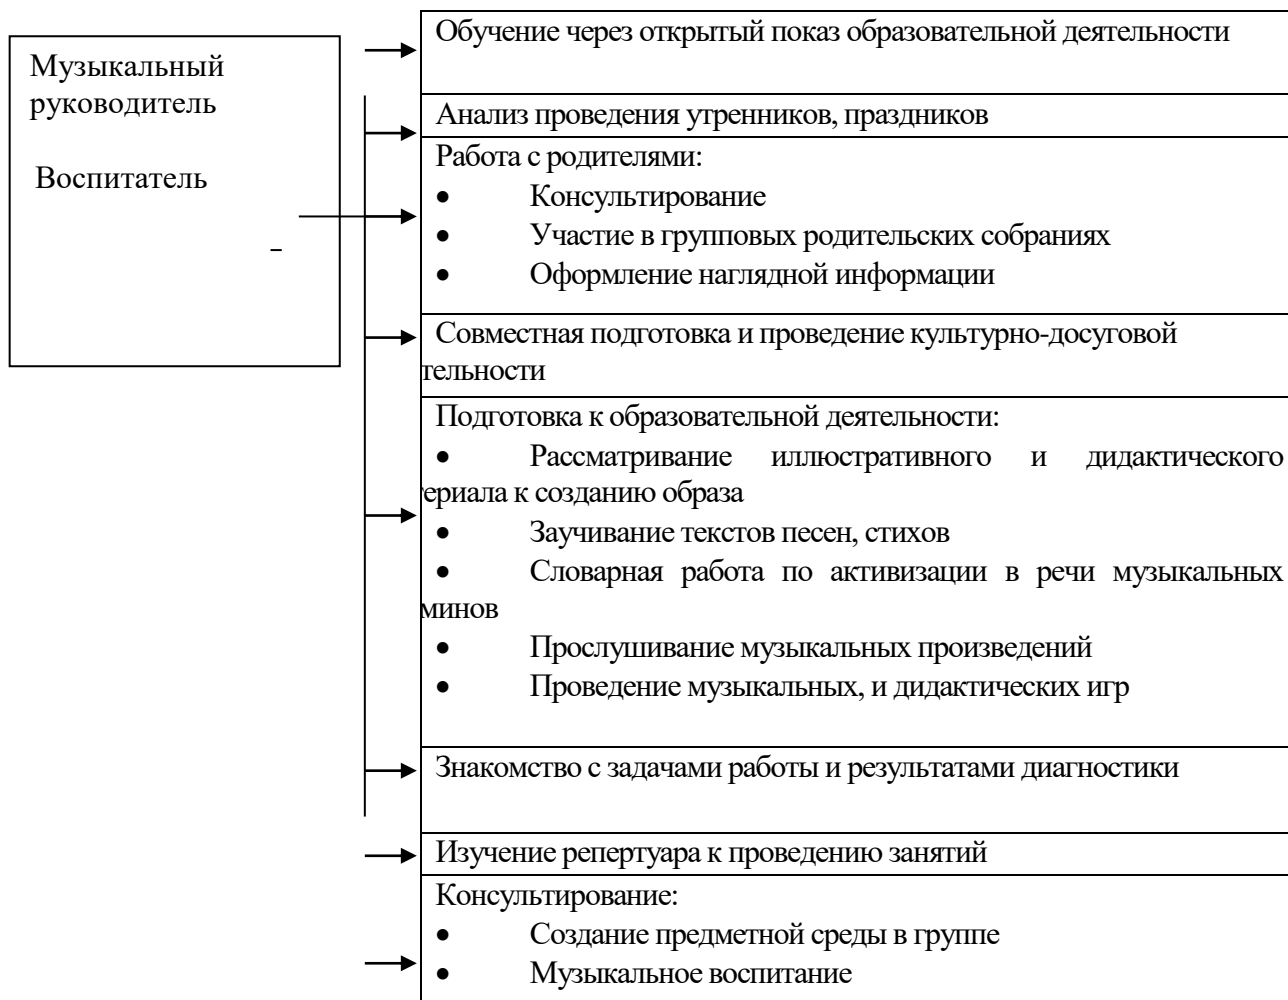 Музыкальный
руководитель
Воспитатель
–
Обучение через открытый показ образовательной деятельности
Анализ проведения утренников, праздников
Работа с родителями:
• Консультирование
• Участие в групповых родительских собраниях
• Оформление наглядной информации
Совместная подготовка и проведение культурно-досуговой
тельности
Подготовка к образовательной деятельности:
• Рассматривание иллюстративного и дидактического
ериала к созданию образа
• Заучивание текстов песен, стихов
• Словарная работа по активизации в речи музыкальных
минов
• Прослушивание музыкальных произведений
• Проведение музыкальных, и дидактических игр
Знакомство с задачами работы и результатами диагностики
Изучение репертуара к проведению занятий
Консультирование:
• Создание предметной среды в группе
• Музыкальное воспитание